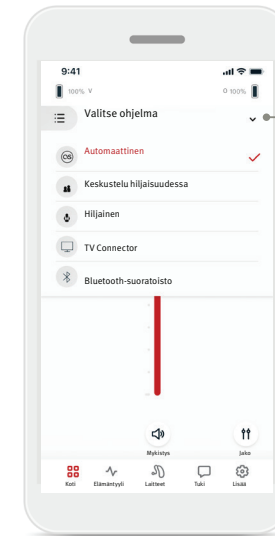 9:41
100% V
O 100%
Valitse ohjelma
Automaattinen
Keskustelu hiljaisuudessa
Hiljainen
TV Connector
Bluetooth-suoratoisto
Mykistys
Jako
Koti
Elämäntyyli
Laitteet
Tuki
Lisää